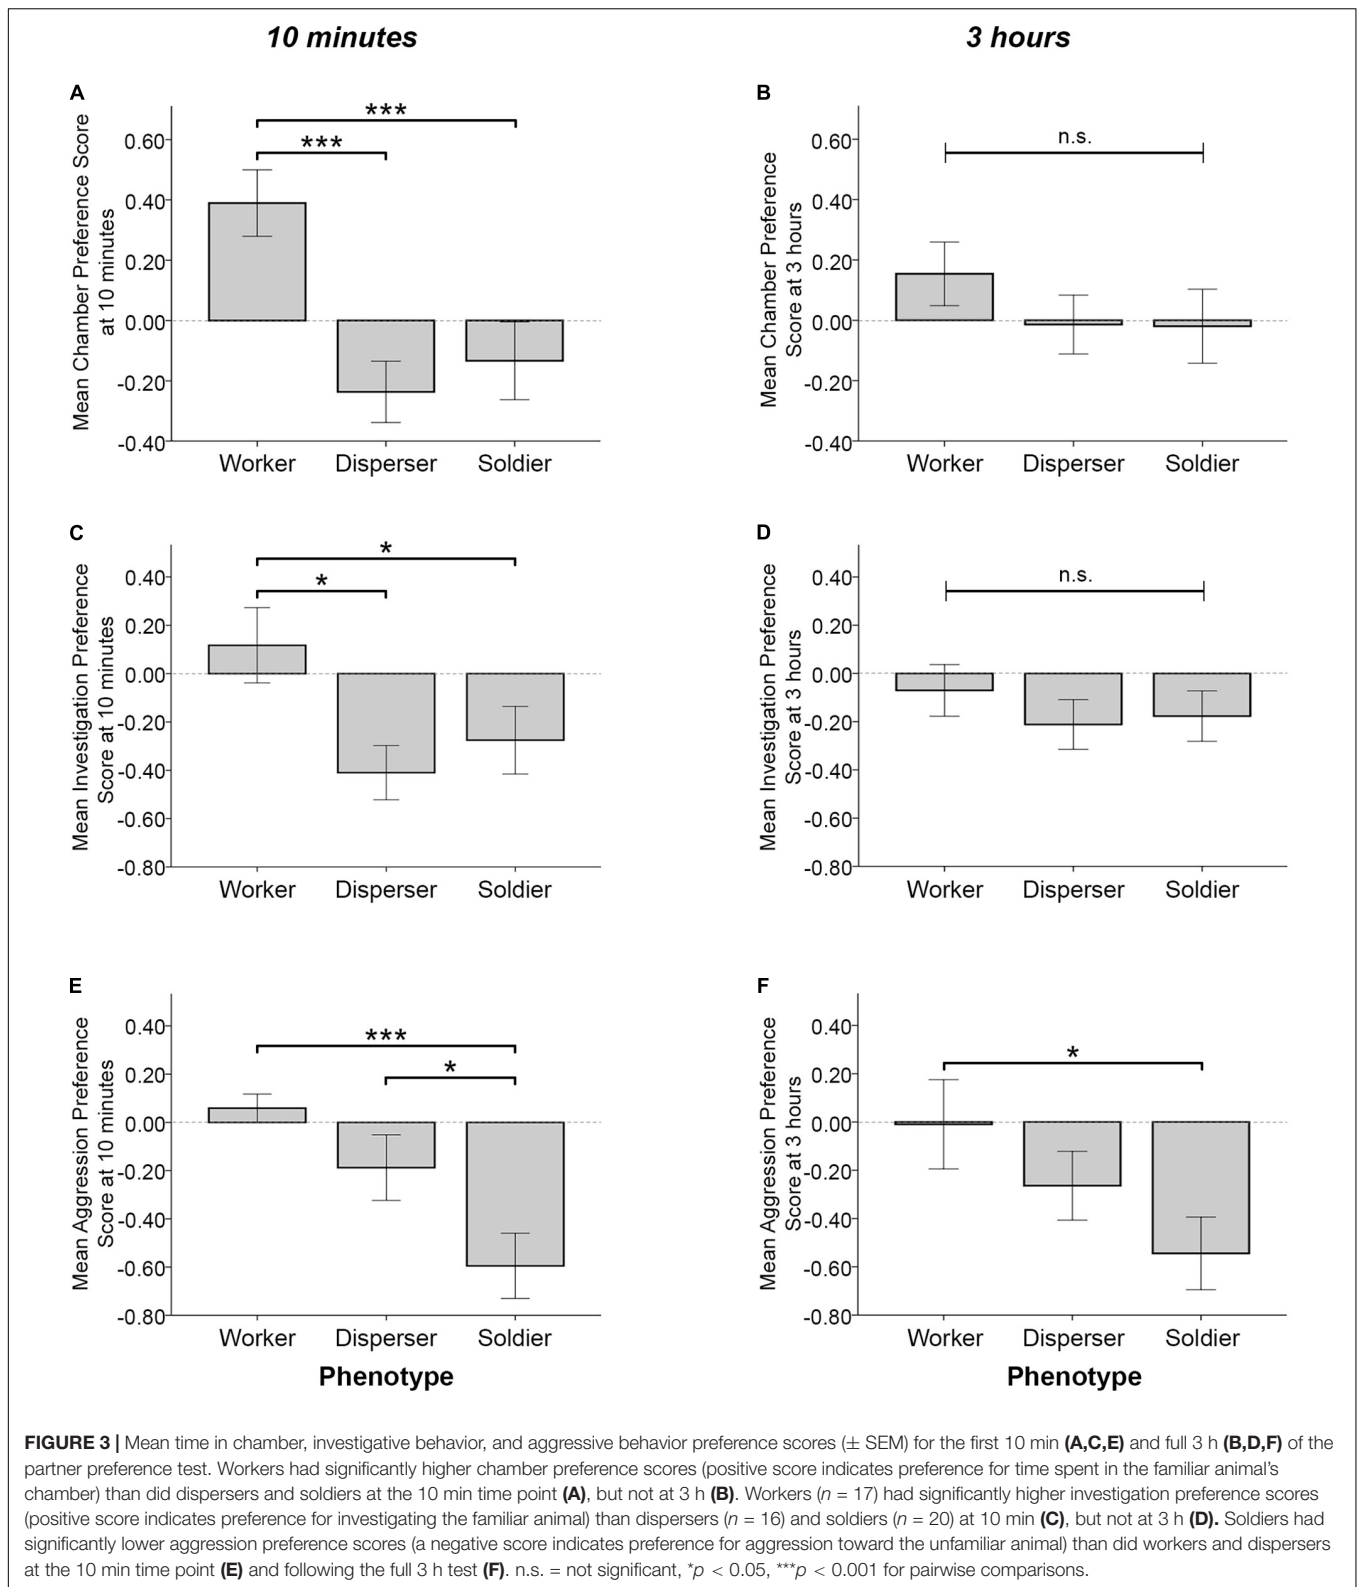 10 minutes
3 hours
A
Mean Chamber Preference Score
at 10 minutes
0.60
0.40
0.20
0.00
-0.20
-0.40
***
***
Worker
Disperser
Soldier
B
Mean Chamber Preference
Score at 3 hours
0.60
0.40
0.20
0.00
-0.20
-0.40
n.s.
Worker
Disperser
Soldier
C
Mean Investigation Preference
Score at 10 minutes
0.40
0.20
0.00
-0.20
-0.40
-0.60
-0.80
*
*
Worker
Disperser
Soldier
D
Mean Investigation Preference
Score at 3 hours
0.40
0.20
0.00
-0.20
-0.40
-0.60
-0.80
n.s.
Worker
Disperser
Soldier
E
Mean Aggression Preference
Score at 10 minutes
0.40
0.20
0.00
-0.20
-0.40
-0.60
-0.80
***
*
Worker
Disperser
Soldier
Phenotype
F
Mean Aggression Preference
Score at 3 hours
0.40
0.20
0.00
-0.20
-0.40
-0.60
-0.80
*
Worker
Disperser
Soldier
Phenotype
FIGURE 3 | Mean time in chamber, investigative behavior, and aggressive behavior preference scores (± SEM) for the first 10 min (A,C,E) and full 3 h (B,D,F) of the
partner preference test. Workers had significantly higher chamber preference scores (positive score indicates preference for time spent in the familiar animal's
chamber) than did dispersers and soldiers at the 10 min time point (A), but not at 3 h (B). Workers (n = 17) had significantly higher investigation preference scores
(positive score indicates preference for investigating the familiar animal) than dispersers (n = 16) and soldiers (n = 20) at 10 min (C), but not at 3 h (D). Soldiers had
significantly lower aggression preference scores (a negative score indicates preference for aggression toward the unfamiliar animal) than did workers and dispersers
at the 10 min time point (E) and following the full 3 h test (F). n.s. = not significant, *p < 0.05, ***p < 0.001 for pairwise comparisons.